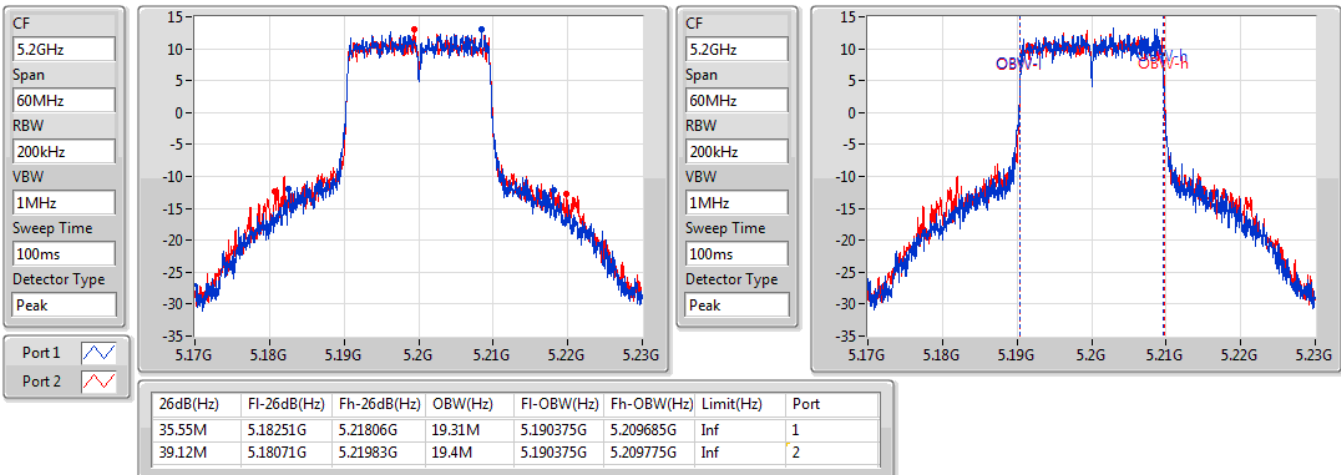 CF
5.2GHz
Span
60MHz
RBW
200kHz
VBW
1MHz
Sweep Time
100ms
Detector Type
Peak
Port 1
Port 2
15
10
5
0
-5
-10
-15
-20
-25
-30
-35
5.17G 5.18G 5.19G 5.2G 5.21G 5.22G 5.23G
CF
5.2GHz
Span
60MHz
RBW
200kHz
VBW
1MHz
Sweep Time
100ms
Detector Type
Peak
15
10
5
0
-5
-10
-15
-20
-25
-30
-35
OBW-l
OBW-h
OBW-h
5.17G 5.18G 5.19G 5.2G 5.21G 5.22G 5.23G
26dB(Hz) Fl-26dB(Hz) Fh-26dB(Hz) OBW(Hz) Fl-OBW(Hz) Fh-OBW(Hz) Limit(Hz) Port
35.55M 5.18251G 5.21806G 19.31M 5.190375G 5.209685G Inf 1
39.12M 5.18071G 5.21983G 19.4M 5.190375G 5.209775G Inf 2